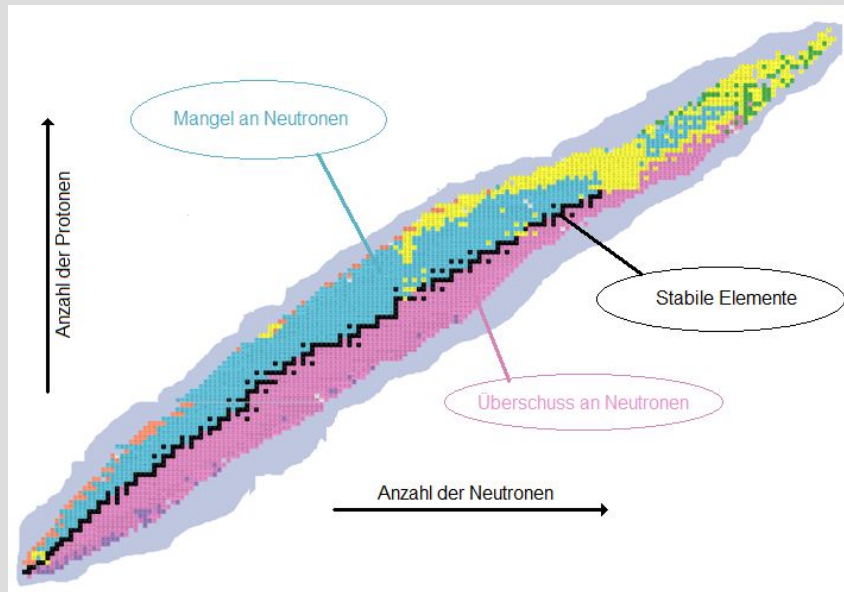 Mangel an Neutronen
Anzahl der Protonen
Stabile Elemente
Überschuss an Neutronen
Anzahl der Neutronen